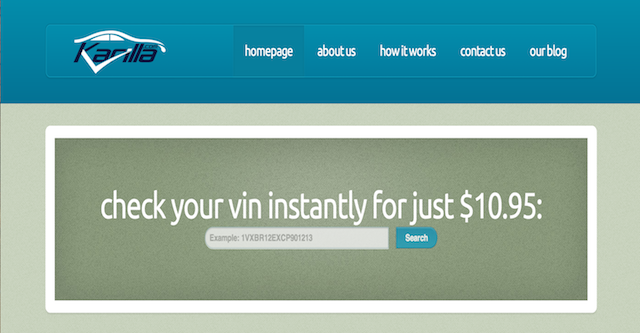 Karilla
homepage about us how it works contact us our blog
check your vin instantly for just $10.95:
Example: 1VXBR12EXCP901213 Search